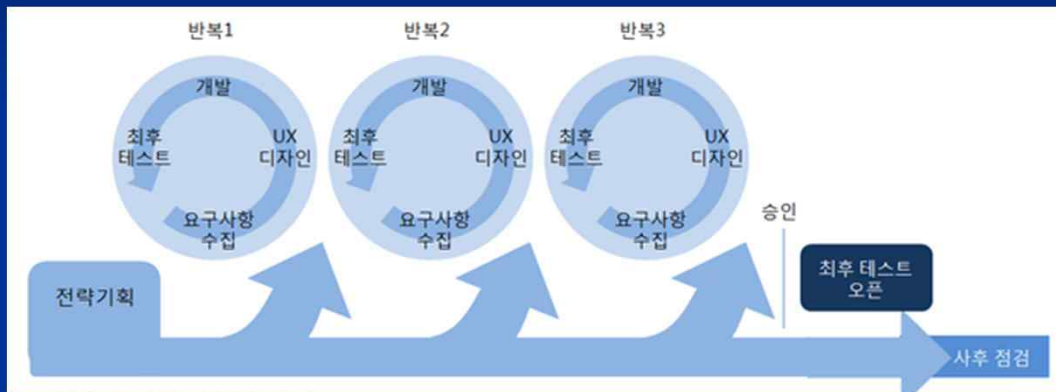 반복1
반복2
반복3
개발
최후
테스트
UX
디자인
요구사항
수집
개발
최후
테스트
UX
디자인
요구사항
수집
개발
최후
테스트
UX
디자인
요구사항
수집
승인
전략기획
최후 테스트
오픈
사후 점검